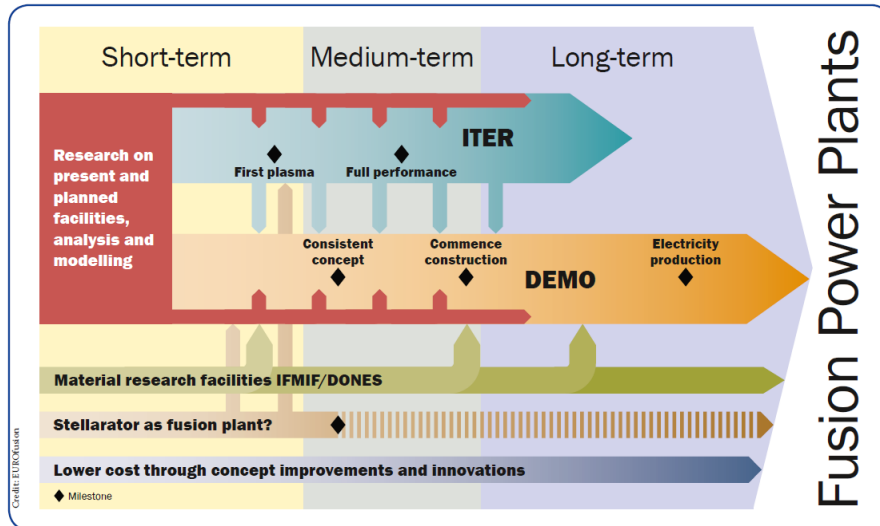 Short-term
Medium-term
Long-term
Fusion Power Plants
Research on
present and
planned
facilities,
analysis and
modelling
ITER
First plasma
Full performance
Consistent
concept
Commence
construction
Electricity
production
DEMO
Material research facilities IFMIF/DONES
Stellarator as fusion plant?
Lower cost through concept improvements and innovations
Milestone
Credit: EUROfusion